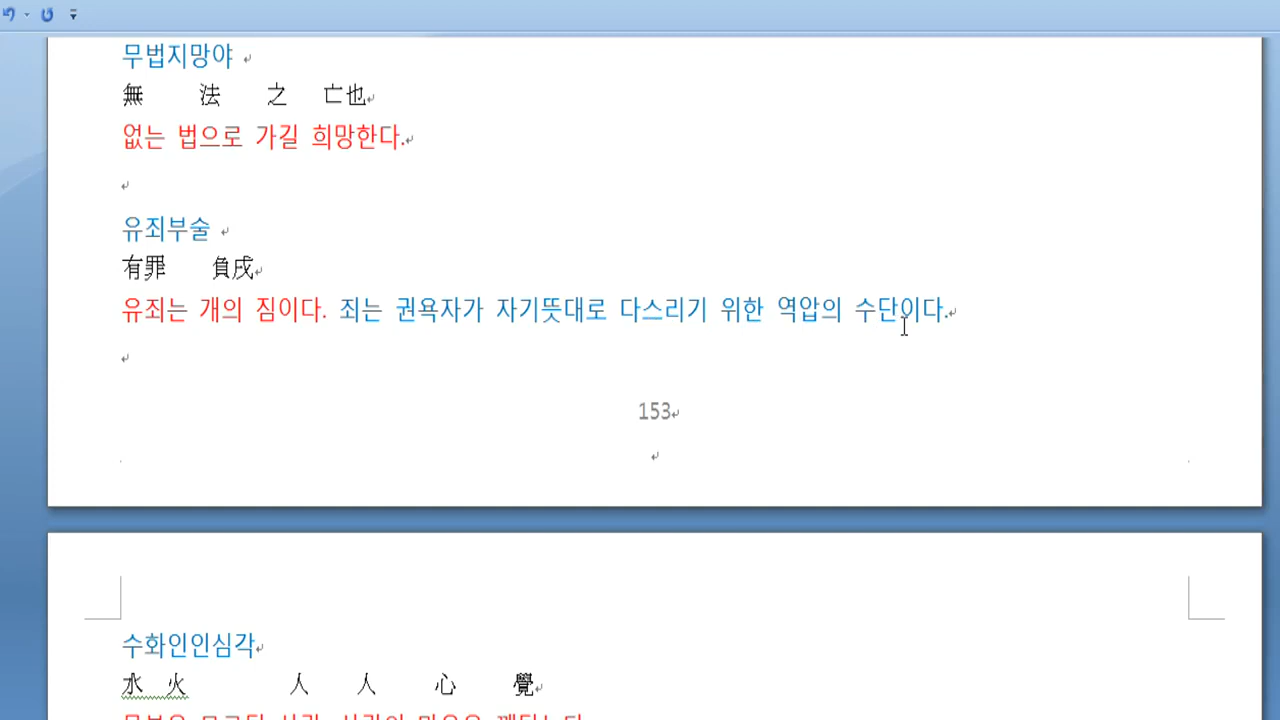 무법지망야
無 法 之 亡也
없는 법으로 가길 희망한다.
유죄부술
有罪 負戌
유죄는 개의 짐이다. 죄는 권욕자가 자기뜻대로 다스리기 위한 역압의 수단이다.
153
수화인인심각
水 火 人 人 心 覺